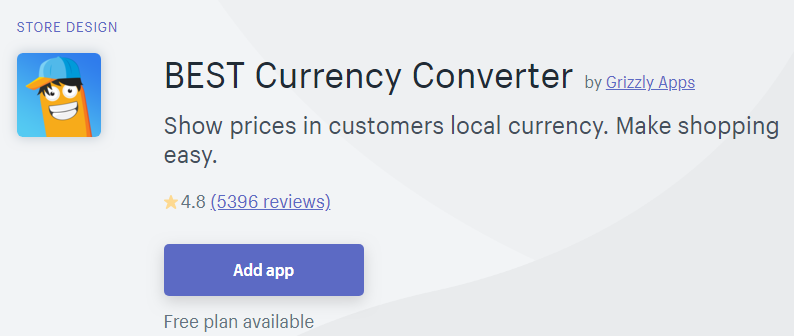 STORE DESIGN
BEST Currency Converter by Grizzly Apps
Show prices in customers local currency. Make shopping
easy.
4.8 (5396 reviews)
Add app
Free plan available